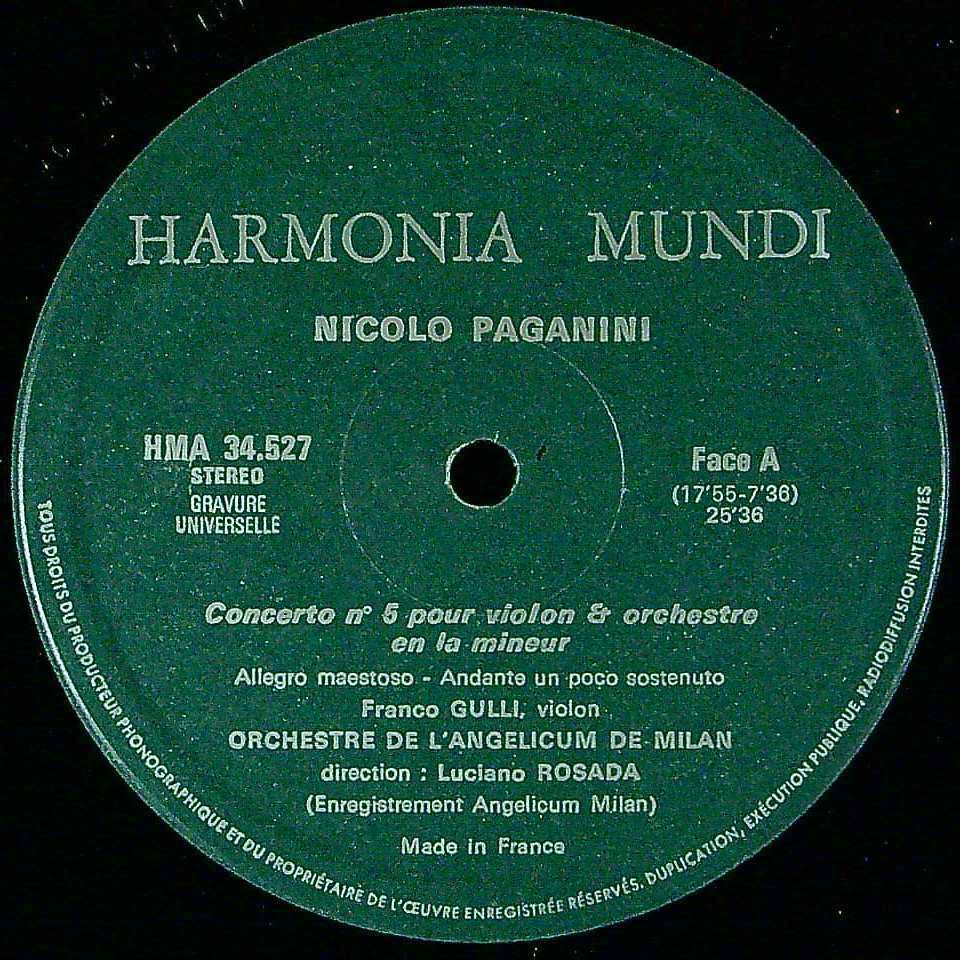 HARMONIA MUNDI
NICOLO PAGANINI
HMA 34.527
STEREO
GRAVURE
UNIVERSELLE
Face A
(17'55-7'36)
25'36
Concerto n° 5 pour violon & orchestre
en la mineur
Allegro maestoso - Andante un poco sostenuto
Franco GULLI, violon
ORCHESTRE DE L'ANGELICUM DE MILAN
direction : Luciano ROSADA
(Enregistrement Angelicum Milan)
Made in France
TOUS DROITS DU PRODUCTEUR PHONOGRAPHIQUE ET DU PROPRIÉTAIRE DE L'ŒUVRE ENREGISTRÉE RÉSERVÉS. DUPLICATION, EXÉCUTION PUBLIQUE, RADIODIFFUSION INTERDITES